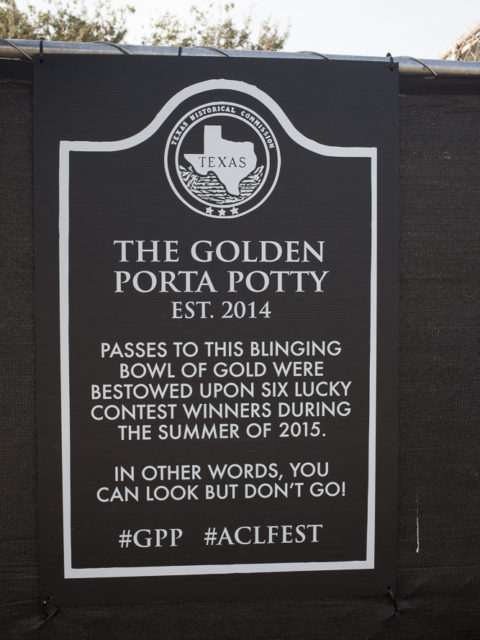 TEXAS HISTORICAL COMMISSION
TEXAS
THE GOLDEN
PORTA POTTY
EST. 2014
PASSES TO THIS BLINGING
BOWL OF GOLD WERE
BESTOWED UPON SIX LUCKY
CONTEST WINNERS DURING
THE SUMMER OF 2015.
IN OTHER WORDS, YOU
CAN LOOK BUT DON'T GO!
#GPP #ACLFEST